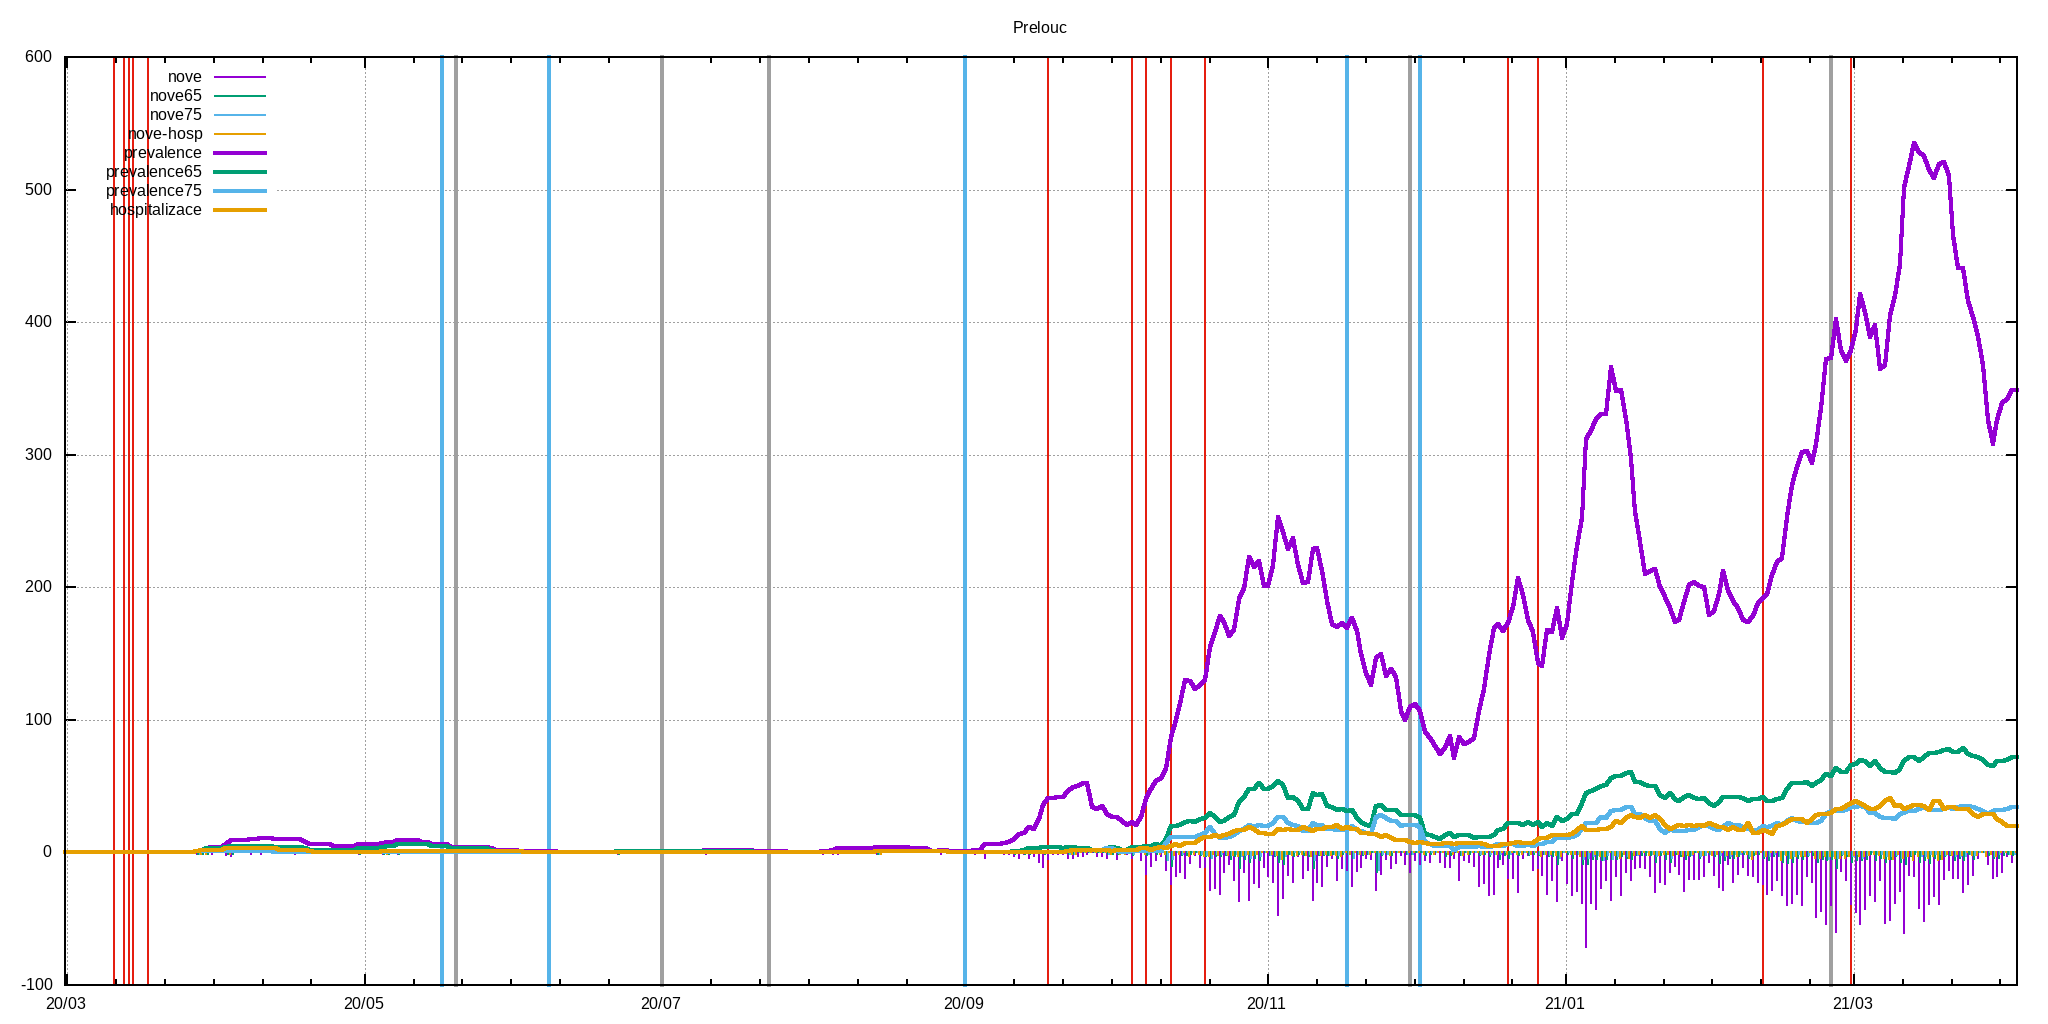 Prelouc
600
500
400
300
200
100
0
-100
nove
nove65
nove75
nove-hosp
prevalence
prevalence65
prevalence75
hospitalizace
20/03 20/05 20/07 20/09 20/11 21/01 21/03